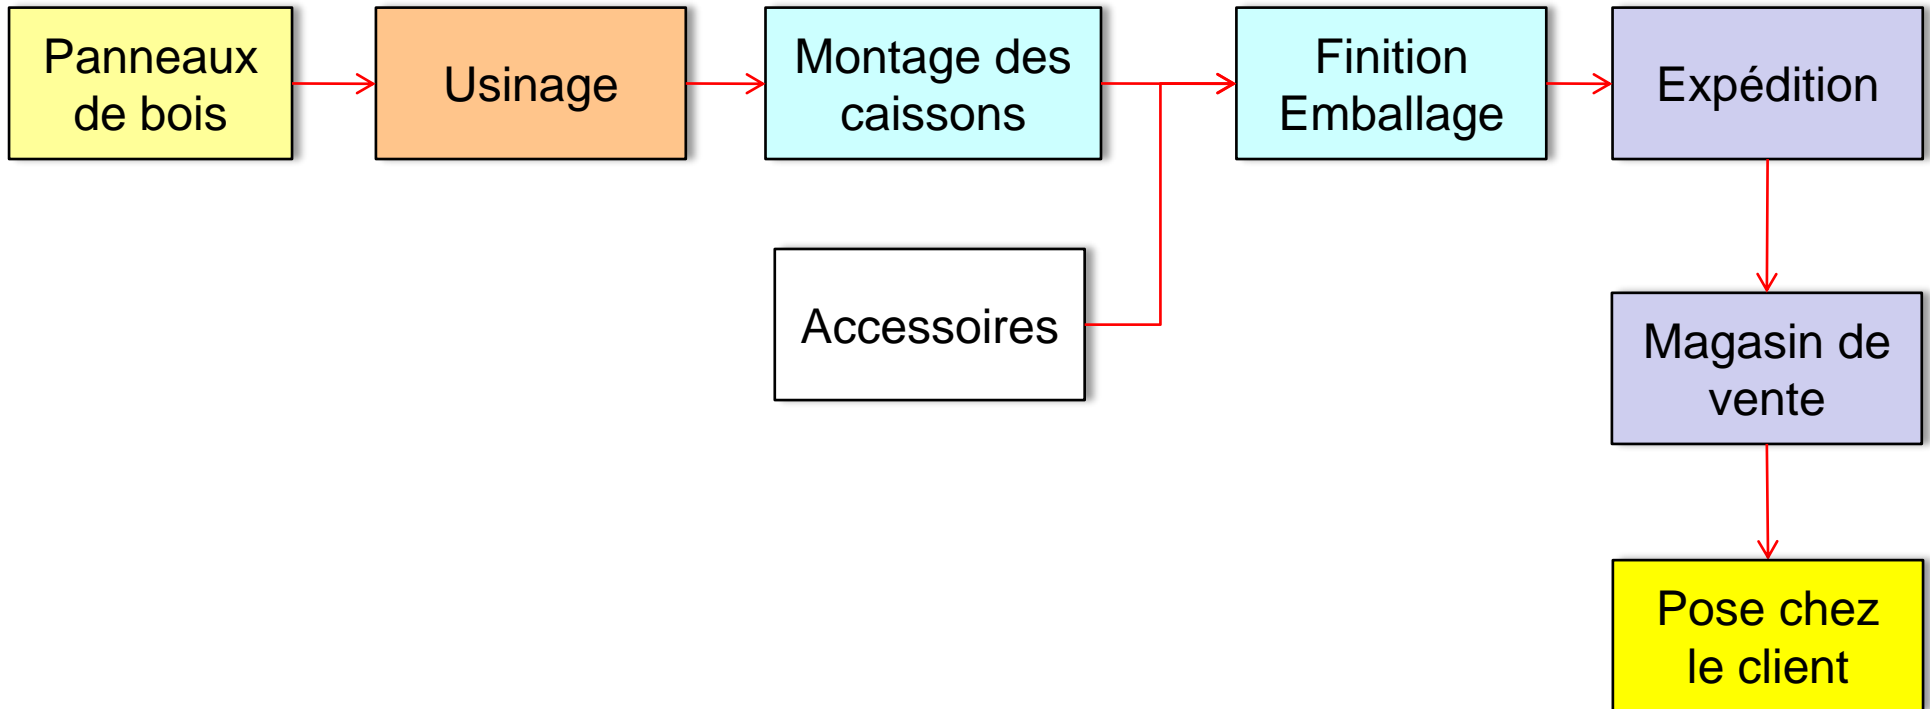 Panneaux
de bois
Usinage
Montage des
caissons
Finition
Emballage
Expédition
Accessoires
Magasin de
vente
Pose chez
le client